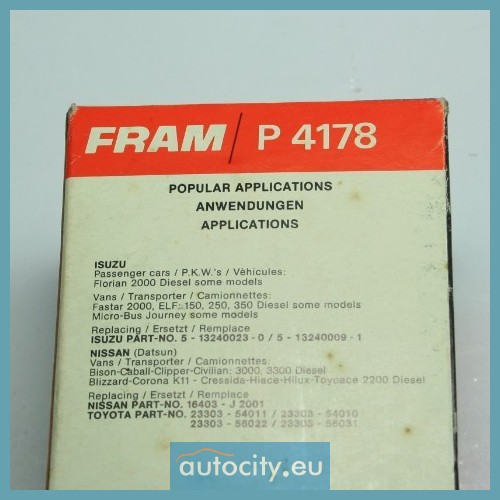 FRAM / P 4178
POPULAR APPLICATIONS
ANWENDUNGEN
APPLICATIONS
ISUZU
Passenger cars / P.K.W.'s / Véhicules:
Florian 2000 Diesel some models
Vans / Transporter / Camionnettes:
Fastar 2000, ELF: 150, 250, 350 Diesel some models
Micro-Bus Journey some models
Replacing / Ersetzt / Remplace
ISUZU PART-NO. 5 - 13240023 - 0 / 5 - 13240009 - 1
NISSAN (Datsun)
Vans / Transporter / Camionnettes:
Bison-Caball-Clipper-Civilian: 3000, 3300 Diesel
Blizzard-Corona K11 - Cressida-Hiace-Hilux-Toyoace 2200 Diesel
Replacing / Ersetzt / Remplace
NISSAN PART-NO. 16403 - J 2001
TOYOTA PART-NO. 23303 - 54011 / 23303 - 54010
23303 - 56022 / 23303 - 56031
autocity.eu